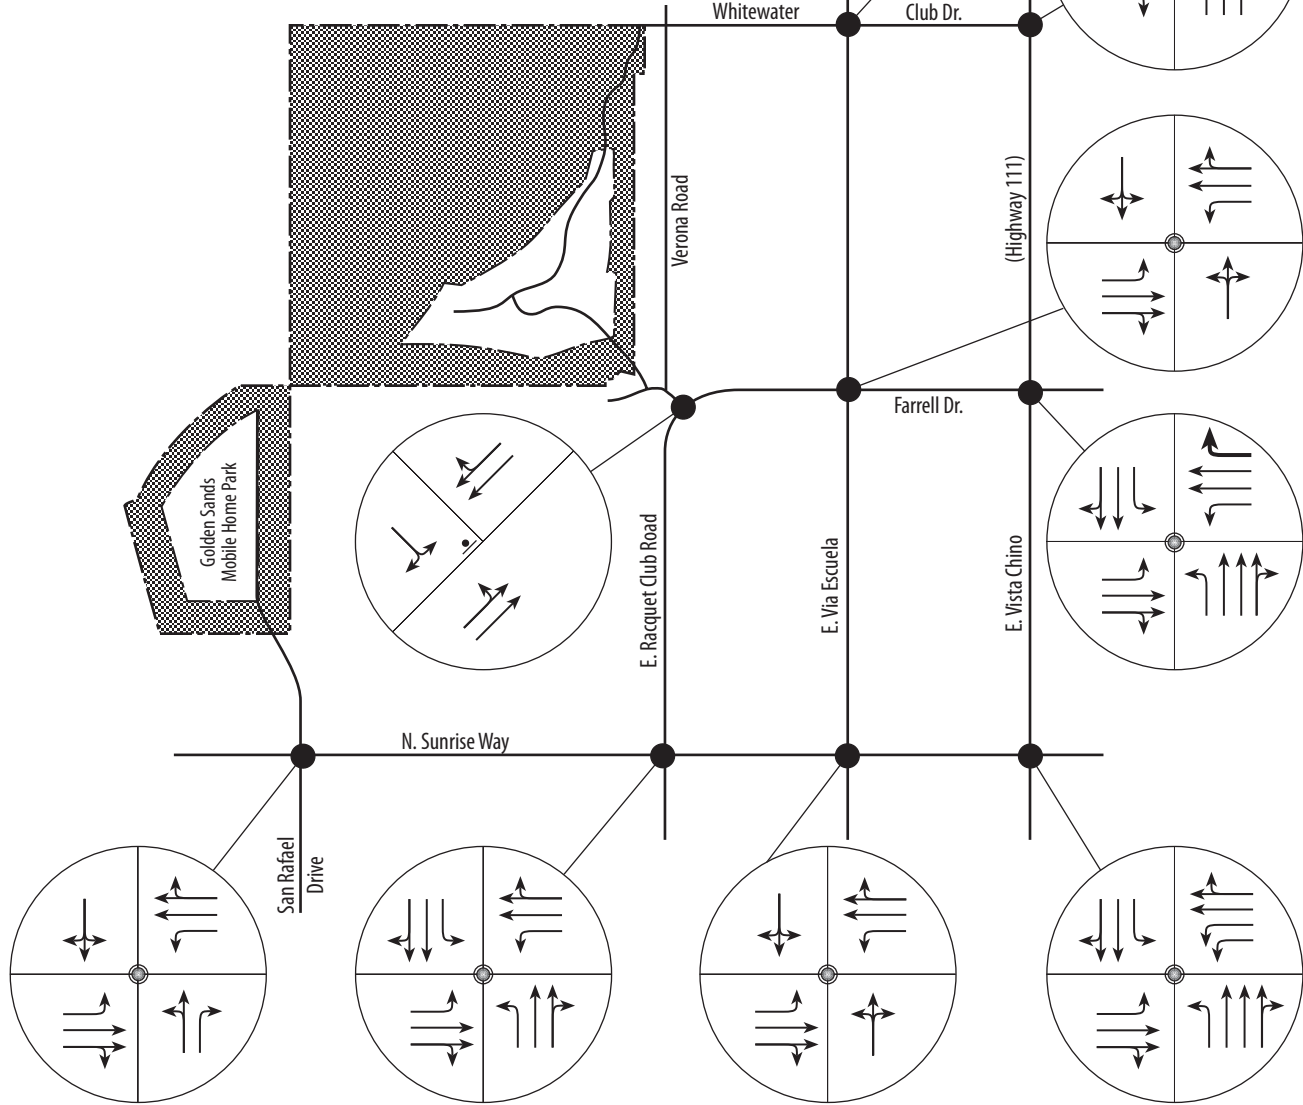 Whitewater
Club Dr.
Verona Road
(Highway 111)
Farrell Dr.
Golden Sands
Mobile Home Park
E. Racquet Club Road
E. Via Escuela
E. Vista Chino
N. Sunrise Way
San Rafael
Drive